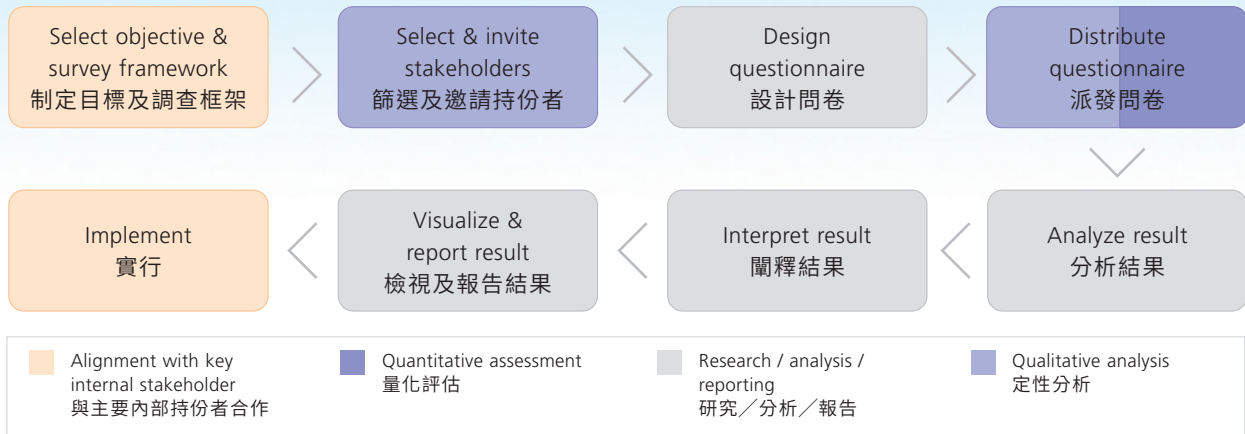 Select objective &
survey framework
制定目標及調查框架
Select & invite
stakeholders
篩選及邀請持份者
Design
questionnaire
設計問卷
Distribute
questionnaire
派發問卷
Analyze result
分析結果
Interpret result
闡釋結果
Visualize &
report result
檢視及報告結果
Implement
實行
Alignment with key
internal stakeholder
與主要內部持份者合作
Quantitative assessment
量化評估
Research / analysis /
reporting
研究／分析／報告
Qualitative analysis
定性分析